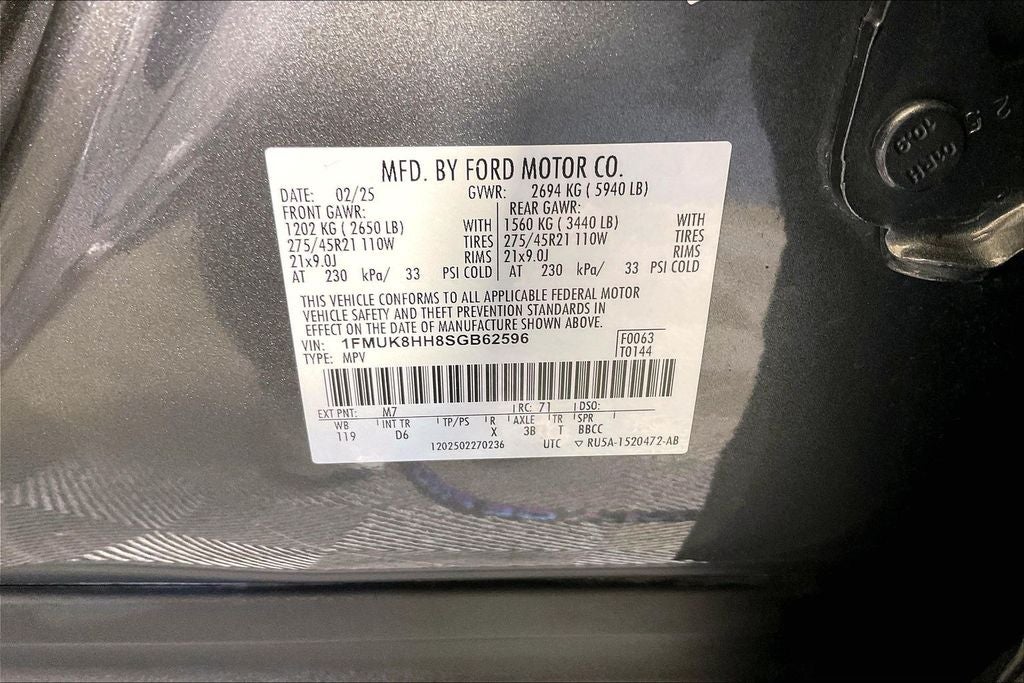 MFD. BY FORD MOTOR CO.
DATE: 02/25 GVWR: 2694 KG ( 5940 LB)
FRONT GAWR: REAR GAWR:
1202 KG ( 2650 LB) WITH 1560 KG ( 3440 LB) WITH
275/45R21 110W TIRES 275/45R21 110W TIRES
21x9.0J RIMS 21x9.0J RIMS
AT 230 kPa/ 33 PSI COLD AT 230 kPa/ 33 PSI COLD
THIS VEHICLE CONFORMS TO ALL APPLICABLE FEDERAL MOTOR
VEHICLE SAFETY AND THEFT PREVENTION STANDARDS IN
EFFECT ON THE DATE OF MANUFACTURE SHOWN ABOVE.
VIN: 1FMUK8HH8SGB62596 F0063
TYPE: MPV T0144
EXT PNT: M7 RC: 71 DSO:
WB INT TR TP/PS R AXLE TR SPR
119 D6 X 3B T BBCC
1202502270236 UTC ▽ RU5A-1520472-AB
10.9
2 5